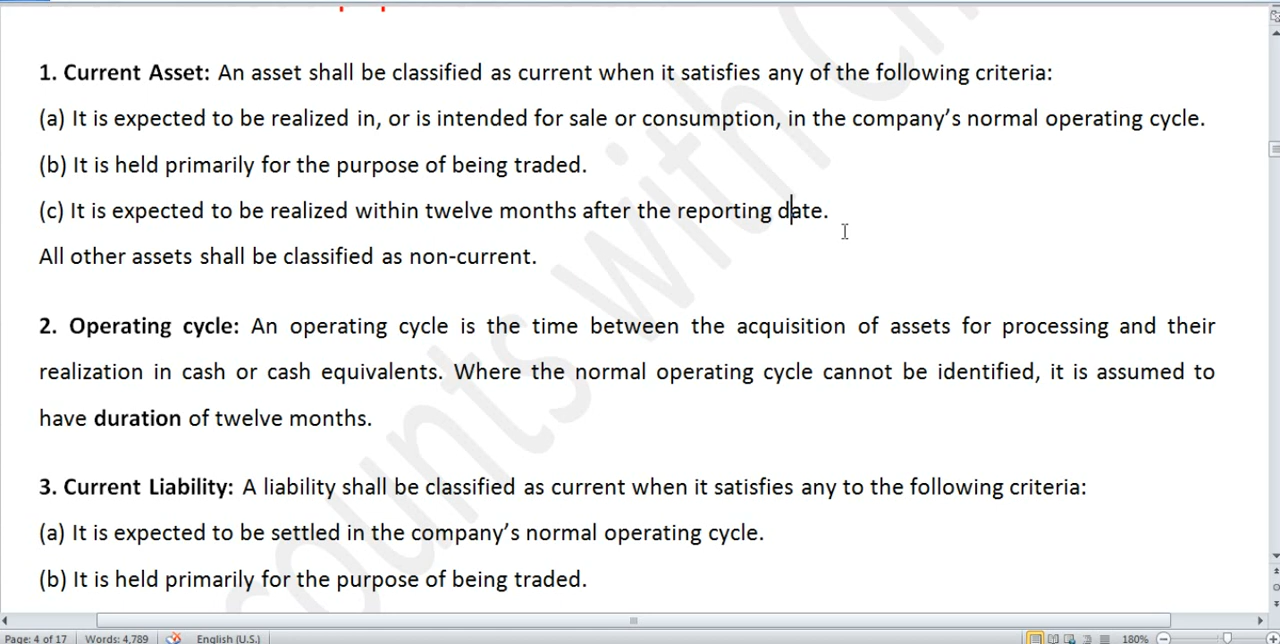 1. Current Asset: An asset shall be classified as current when it satisfies any of the following criteria:
(a) It is expected to be realized in, or is intended for sale or consumption, in the company's normal operating cycle.
(b) It is held primarily for the purpose of being traded.
(c) It is expected to be realized within twelve months after the reporting date.
All other assets shall be classified as non-current.
2. Operating cycle: An operating cycle is the time between the acquisition of assets for processing and their
realization in cash or cash equivalents. Where the normal operating cycle cannot be identified, it is assumed to
have duration of twelve months.
3. Current Liability: A liability shall be classified as current when it satisfies any to the following criteria:
(a) It is expected to be settled in the company's normal operating cycle.
(b) It is held primarily for the purpose of being traded.
counts with
Page: 4 of 17 Words: 4,789 English (U.S.) 180%